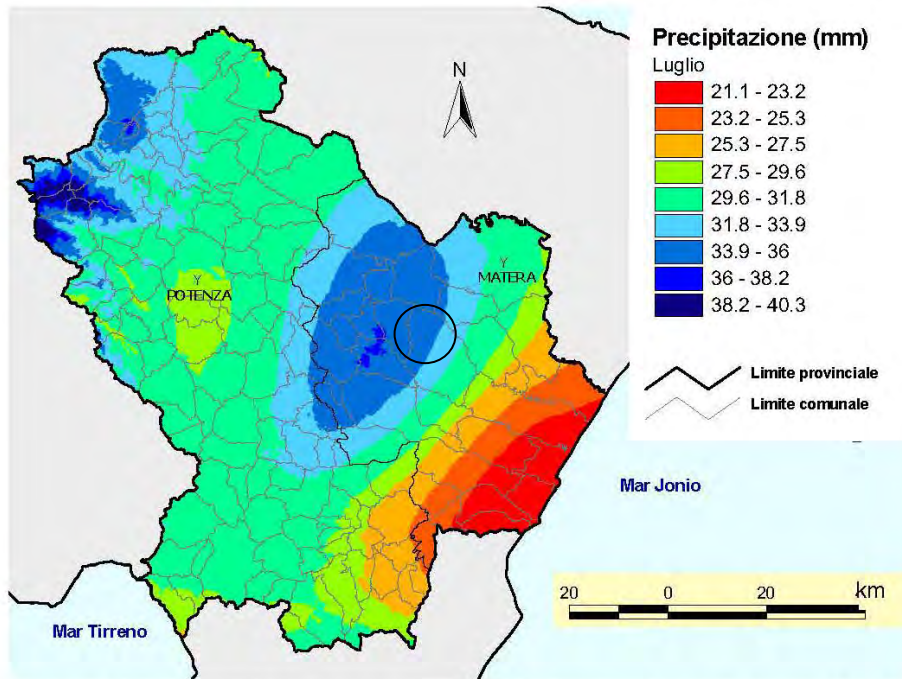 Precipitazione (mm)
Luglio
21.1 - 23.2
23.2 - 25.3
25.3 - 27.5
27.5 - 29.6
29.6 - 31.8
31.8 - 33.9
33.9 - 36
36 - 38.2
38.2 - 40.3
Limite provinciale
Limite comunale
N
Y
POTENZA
Y
MATERA
Mar Jonio
Mar Tirreno
20 0 20 km